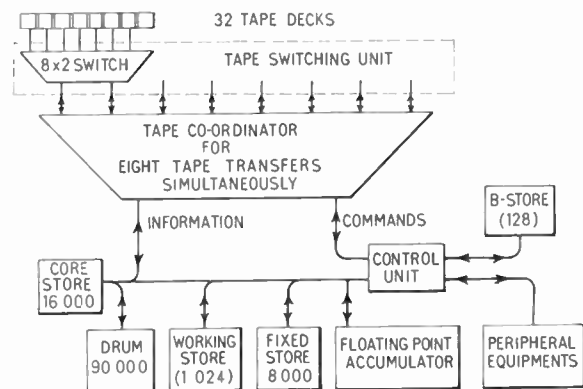 32 TAPE DECKS
8x2 SWITCH
TAPE SWITCHING UNIT
TAPE CO-ORDINATOR
FOR
EIGHT TAPE TRANSFERS
SIMULTANEOUSLY
INFORMATION
COMMANDS
B-STORE
(128)
CORE
STORE
16 000
CONTROL
UNIT
DRUM
90 000
WORKING
STORE
(1 024)
FIXED
STORE
8 000
FLOATING POINT
ACCUMULATOR
PERIPHERAL
EQUIPMENTS